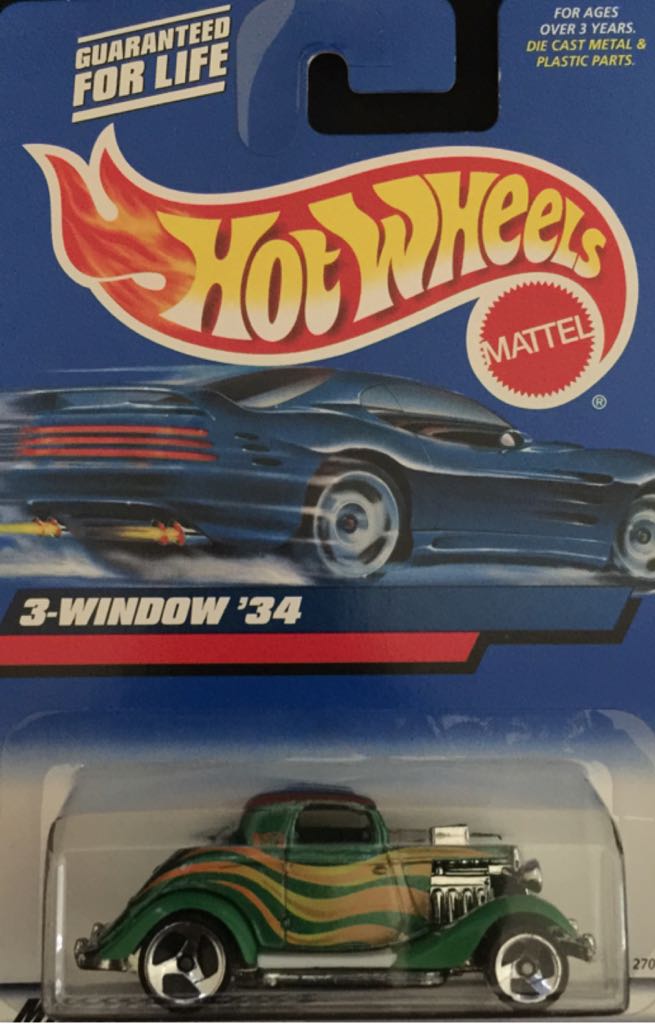 GUARANTEED
FOR LIFE
FOR AGES
OVER 3 YEARS.
DIE CAST METAL &
PLASTIC PARTS.
HOT WHEELS
MATTEL
®
3-WINDOW '34